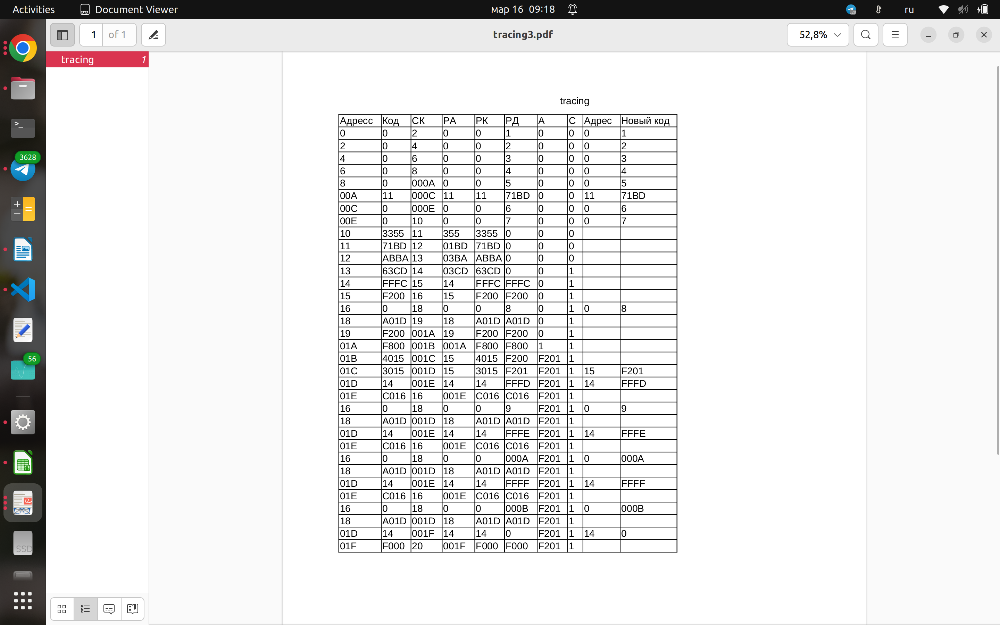 Activities Document Viewer мар 16 09:18 28 ru
1 of 1 tracing3.pdf 52,8%
tracing 1
3628
56
SSD
tracing
Адресс Код СК РА РК РД А С Адрес Новый код
0 0 2 0 0 1 0 0 0 1
2 0 4 0 0 2 0 0 0 2
4 0 6 0 0 3 0 0 0 3
6 0 8 0 0 4 0 0 0 4
8 0 000A 0 0 5 0 0 0 5
00A 11 000C 11 11 71BD 0 0 11 71BD
00C 0 000E 0 0 6 0 0 0 6
00E 0 10 0 0 7 0 0 0 7
10 3355 11 355 3355 0 0 0
11 71BD 12 01BD 71BD 0 0 0
12 ABBA 13 03BA ABBA 0 0 0
13 63CD 14 03CD 63CD 0 0 1
14 FFFC 15 14 FFFC FFFC 0 1
15 F200 16 15 F200 F200 0 1
16 0 18 0 0 8 0 1 0 8
18 A01D 19 18 A01D A01D 0 1
19 F200 001A 19 F200 F200 0 1
01A F800 001B 001A F800 F800 1 1
01B 4015 001C 15 4015 F200 F201 1
01C 3015 001D 15 3015 F201 F201 1 15 F201
01D 14 001E 14 14 FFFD F201 1 14 FFFD
01E C016 16 001E C016 C016 F201 1
16 0 18 0 0 9 F201 1 0 9
18 A01D 001D 18 A01D A01D F201 1
01D 14 001E 14 14 FFFE F201 1 14 FFFE
01E C016 16 001E C016 C016 F201 1
16 0 18 0 0 000A F201 1 0 000A
18 A01D 001D 18 A01D A01D F201 1
01D 14 001E 14 14 FFFF F201 1 14 FFFF
01E C016 16 001E C016 C016 F201 1
16 0 18 0 0 000B F201 1 0 000B
18 A01D 001D 18 A01D A01D F201 1
01D 14 001F 14 14 0 F201 1 14 0
01F F000 20 001F F000 F000 F201 1